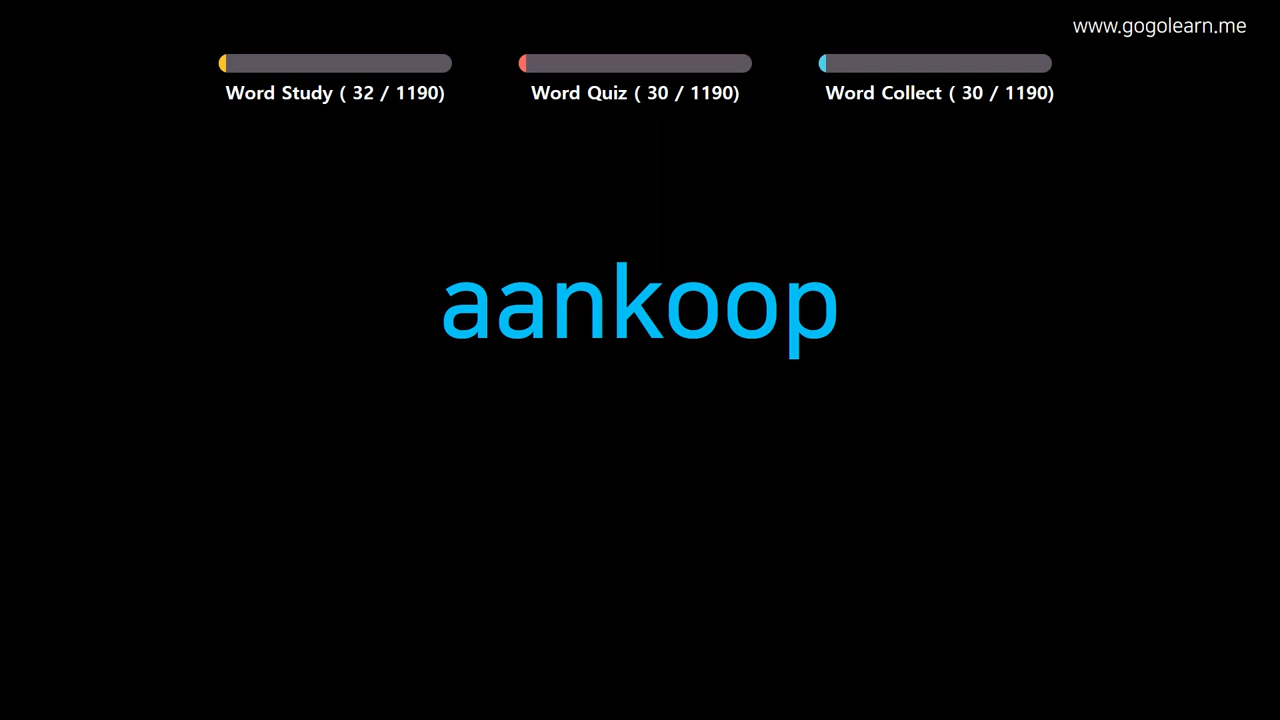 www.gogolearn.me
Word Study ( 32 / 1190)
Word Quiz ( 30 / 1190)
Word Collect ( 30 / 1190)
aankoop